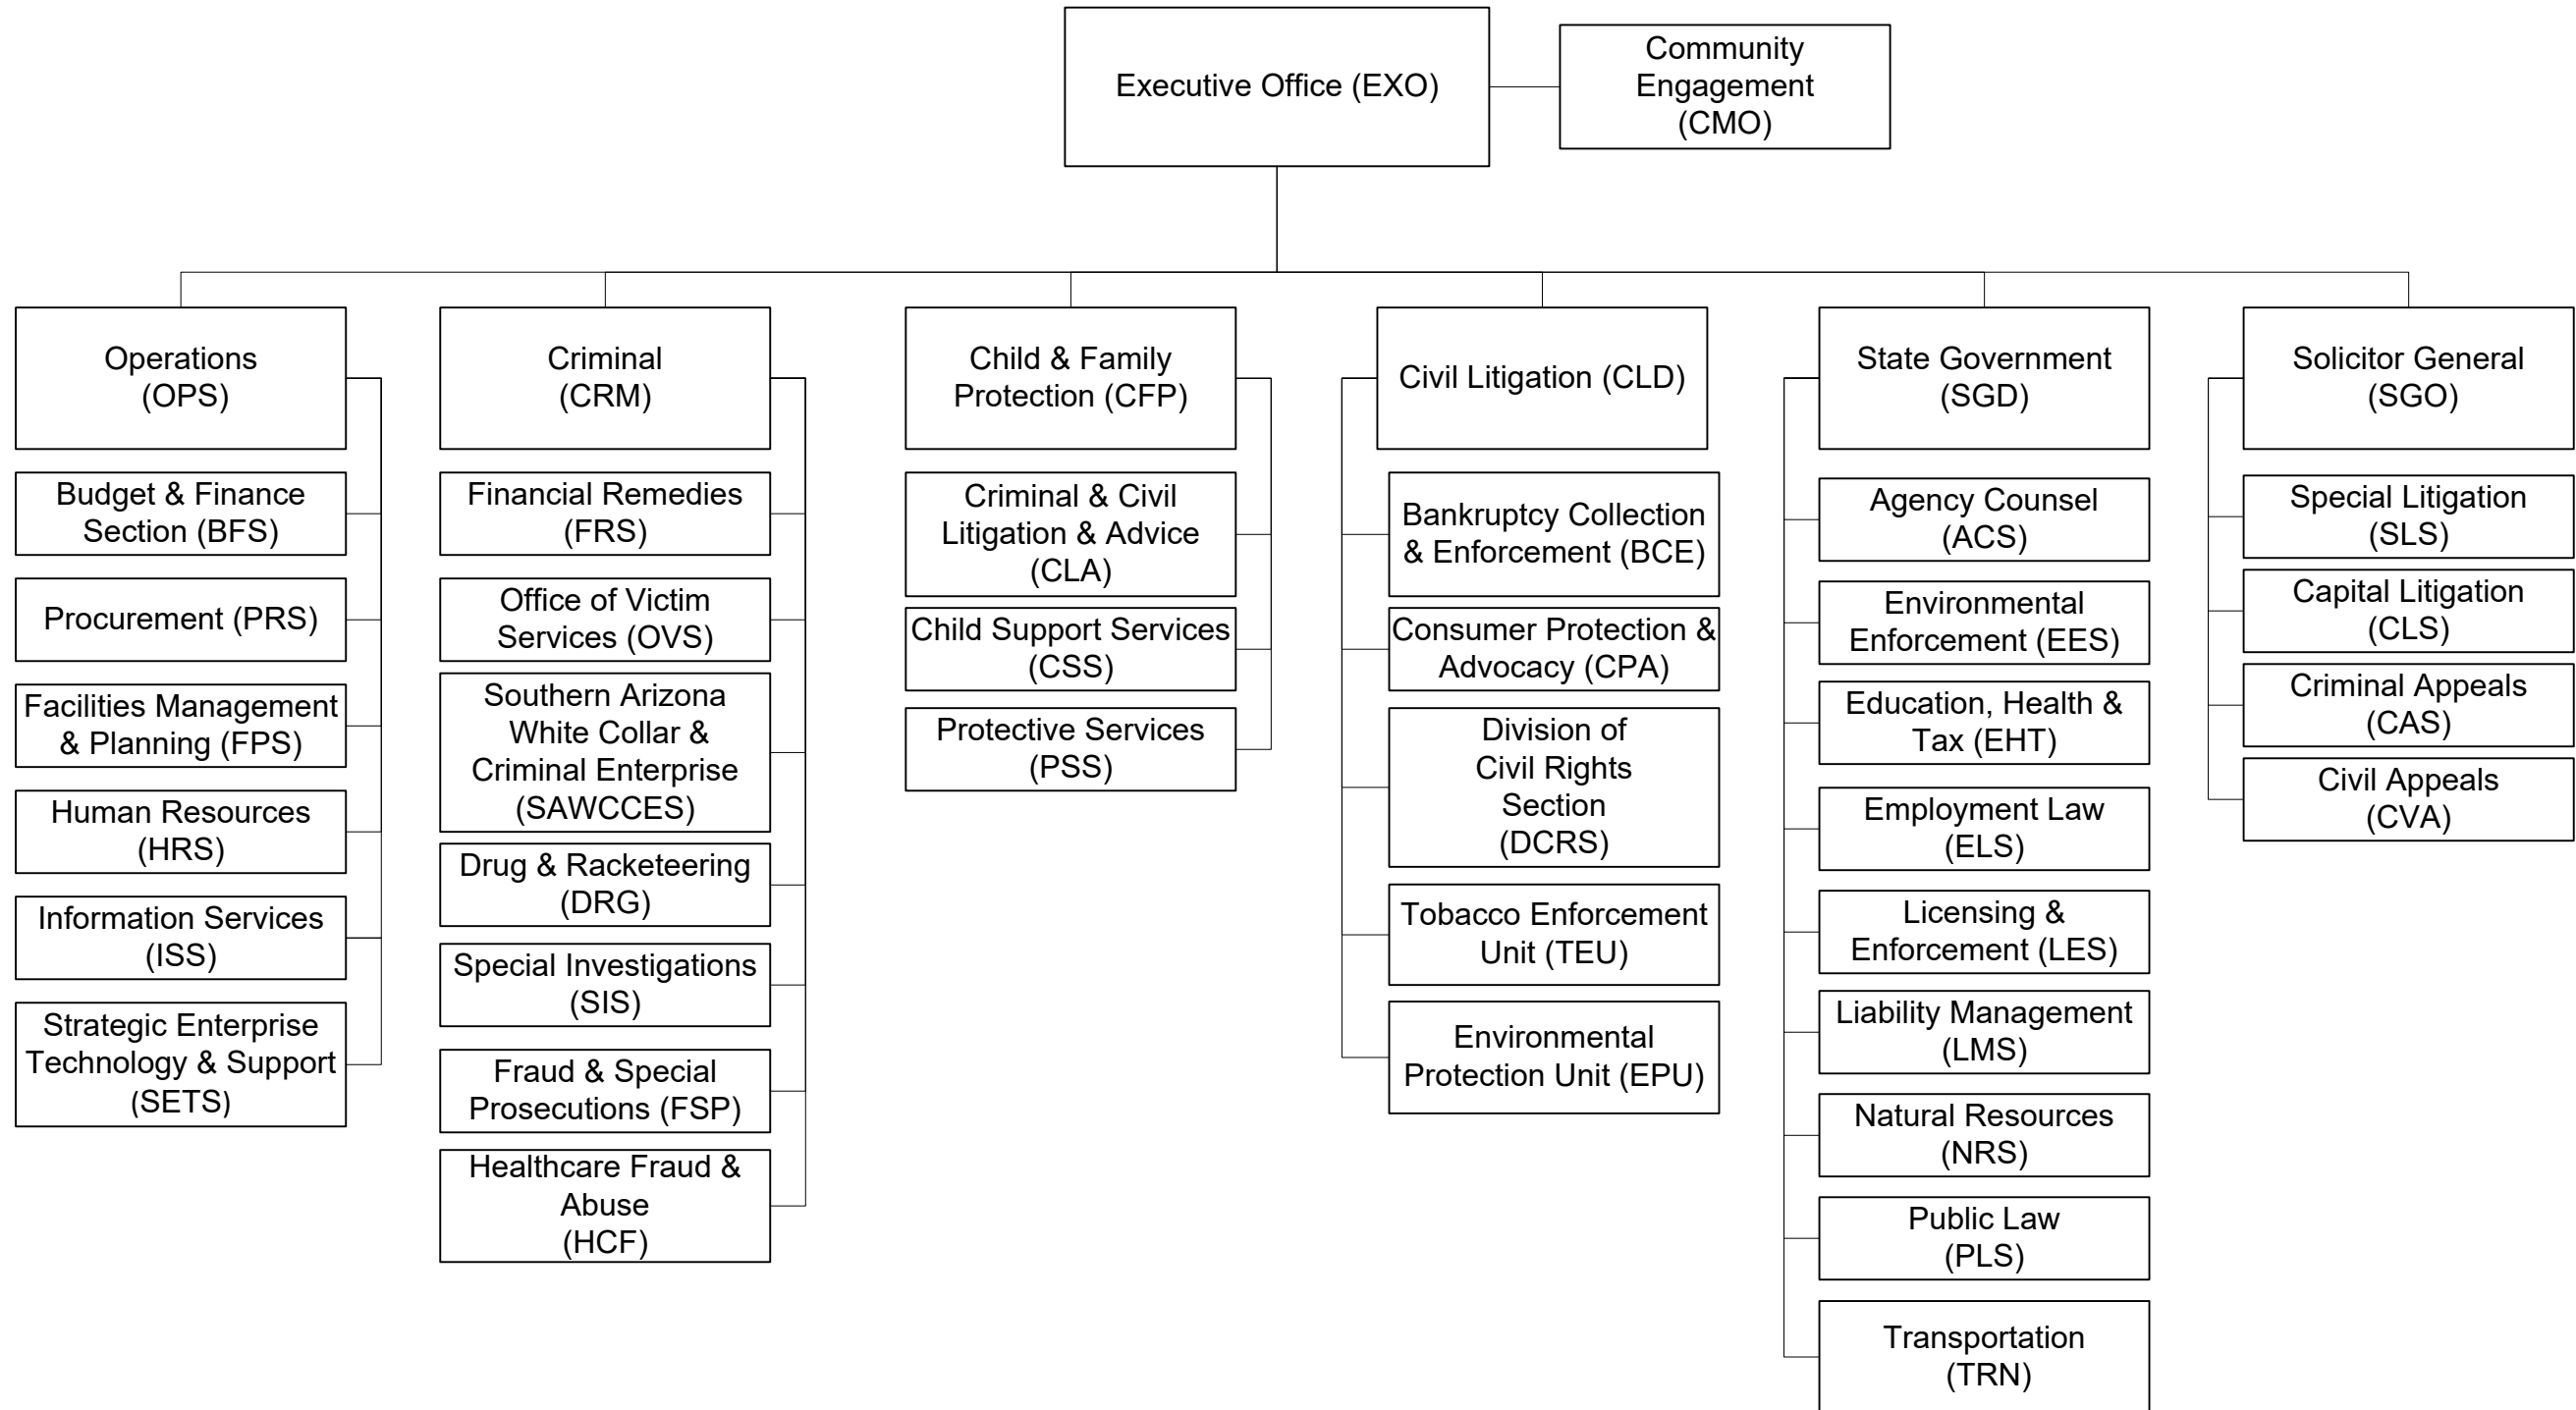 Executive Office (EXO)
Community
Engagement
(CMO)
Operations
(OPS)
Budget & Finance
Section (BFS)
Procurement (PRS)
Facilities Management
& Planning (FPS)
Human Resources
(HRS)
Information Services
(ISS)
Strategic Enterprise
Technology & Support
(SETS)
Criminal
(CRM)
Financial Remedies
(FRS)
Office of Victim
Services (OVS)
Southern Arizona
White Collar &
Criminal Enterprise
(SAWCCES)
Drug & Racketeering
(DRG)
Special Investigations
(SIS)
Fraud & Special
Prosecutions (FSP)
Healthcare Fraud &
Abuse
(HCF)
Child & Family
Protection (CFP)
Criminal & Civil
Litigation & Advice
(CLA)
Child Support Services
(CSS)
Protective Services
(PSS)
Civil Litigation (CLD)
Bankruptcy Collection
& Enforcement (BCE)
Consumer Protection &
Advocacy (CPA)
Division of
Civil Rights
Section
(DCRS)
Tobacco Enforcement
Unit (TEU)
Environmental
Protection Unit (EPU)
State Government
(SGD)
Agency Counsel
(ACS)
Environmental
Enforcement (EES)
Education, Health &
Tax (EHT)
Employment Law
(ELS)
Licensing &
Enforcement (LES)
Liability Management
(LMS)
Natural Resources
(NRS)
Public Law
(PLS)
Transportation
(TRN)
Solicitor General
(SGO)
Special Litigation
(SLS)
Capital Litigation
(CLS)
Criminal Appeals
(CAS)
Civil Appeals
(CVA)